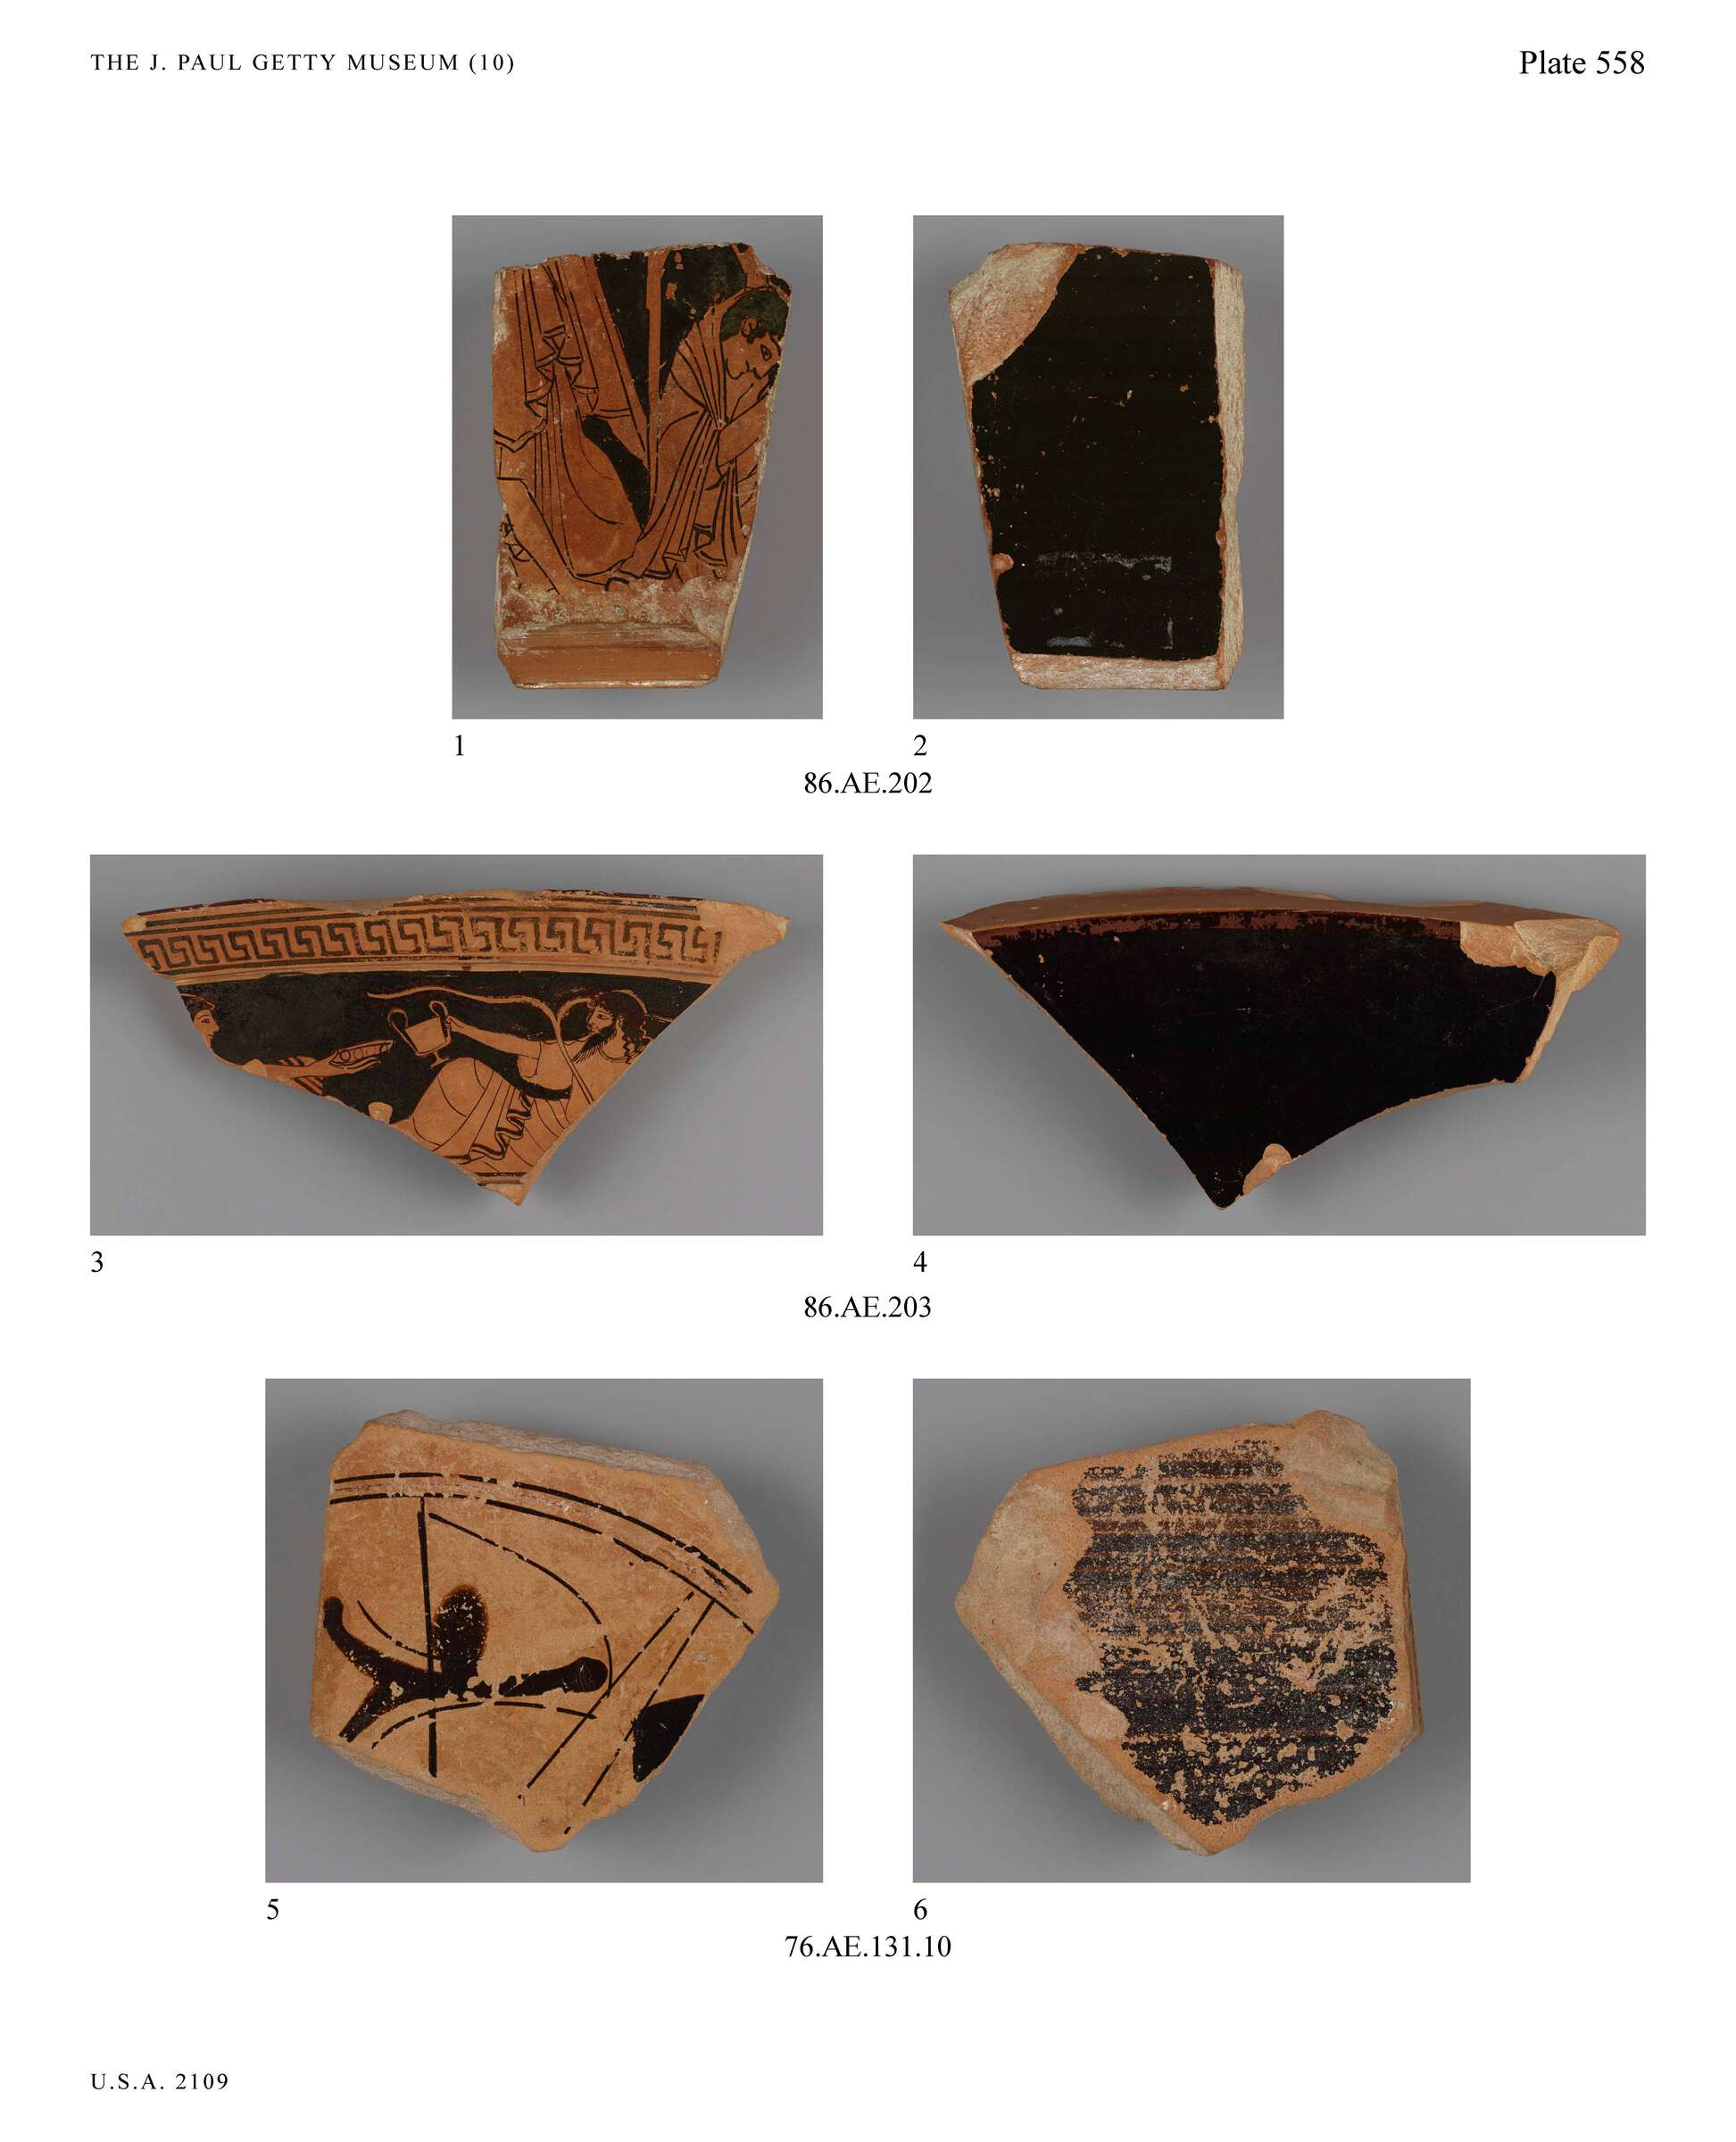 THE J. PAUL GETTY MUSEUM (10)
Plate 558
1
2
86.AE.202
3
4
86.AE.203
5
6
76.AE.131.10
U.S.A. 2109